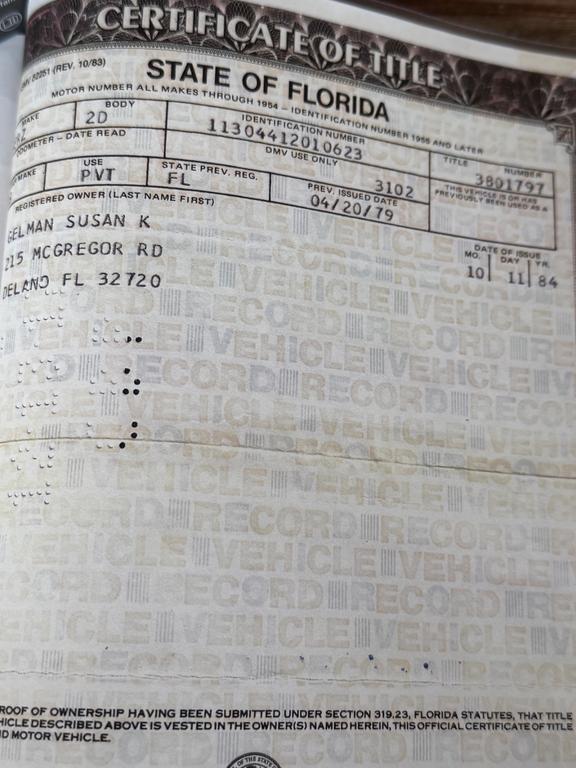 CERTIFICATE OF TITLE
82251 (REV. 10/83)
STATE OF FLORIDA
MOTOR NUMBER ALL MAKES THROUGH 1954 - IDENTIFICATION NUMBER 1955 AND LATER
MAKE BODY IDENTIFICATION NUMBER TITLE NUMBER
2D 11304412010623 3801797
ODOMETER - DATE READ DMV USE ONLY THIS VEHICLE IS OR HAS
PREVIOUSLY BEEN USED AS A
3102
MAKE USE STATE PREV. REG. PREV. ISSUED DATE
PVT FL 04/20/79
REGISTERED OWNER (LAST NAME FIRST) DATE OF ISSUE
MO. DAY YR.
10 11 84
GELMAN SUSAN K
215 MCGREGOR RD
DELAND FL 32720
VEHICLE RECORD
PROOF OF OWNERSHIP HAVING BEEN SUBMITTED UNDER SECTION 319.23, FLORIDA STATUTES, THAT TITLE
HICLE DESCRIBED ABOVE IS VESTED IN THE OWNER(S) NAMED HEREIN, THIS OFFICIAL CERTIFICATE OF TITLE
D MOTOR VEHICLE.